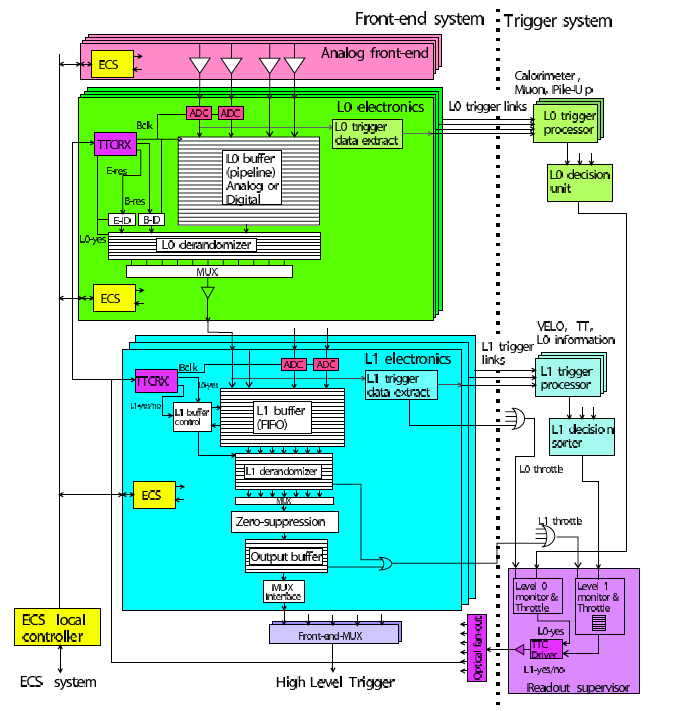 Front-end system
Trigger system
Analog front-end
ECS
Calorimeter,
Muon, Pile-Up
L0 electronics
L0 trigger links
ADC
ADC
Bclk
L0 trigger
data extract
L0 trigger
processor
TTCRX
L0 buffer
(pipeline)
Analog or
Digital
E-res
L0 decision
unit
B-res
E-ID
B-ID
L0-yes
L0 derandomizer
MUX
ECS
VELO, TT,
L0 information
L1 electronics
L1 trigger
links
ADC
ADC
Bclk
TTCRX
L0-yes
L1 trigger
data extract
L1 trigger
processor
L1-yes/no
L1 buffer
control
L1 buffer
(FIFO)
L1 decision
sorter
L1 derandomizer
L0 throttle
ECS
MUX
Zero-suppression
L1 throttle
Output buffer
MUX
Interface
Level 0
monitor &
Throttle
Level 1
monitor &
Throttle
ECS local
controller
Front-end-MUX
Optical fan-out
L0-yes
TTC
Driver
L1-yes/no
ECS system
High Level Trigger
Readout supervisor